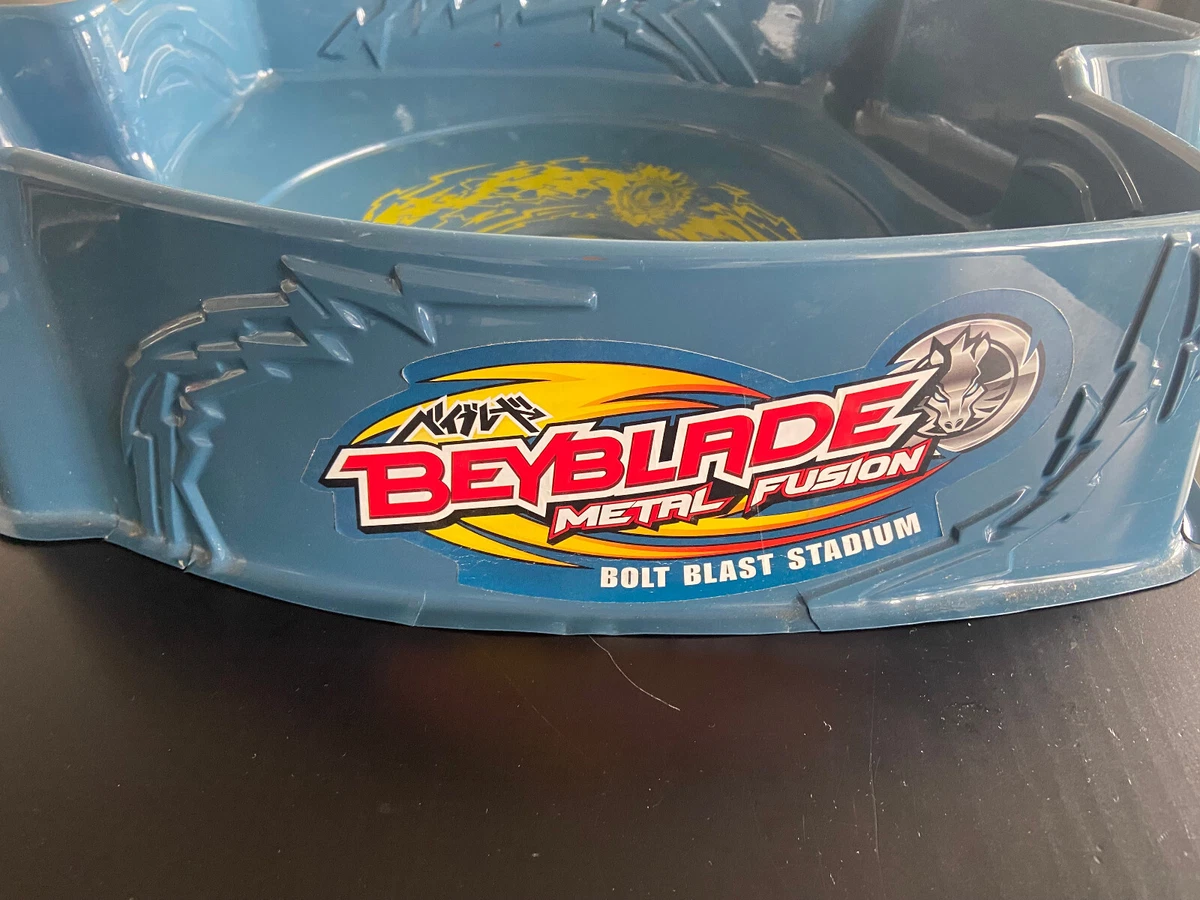 ベイブレード
BEYBLADE
METAL FUSION
BOLT BLAST STADIUM